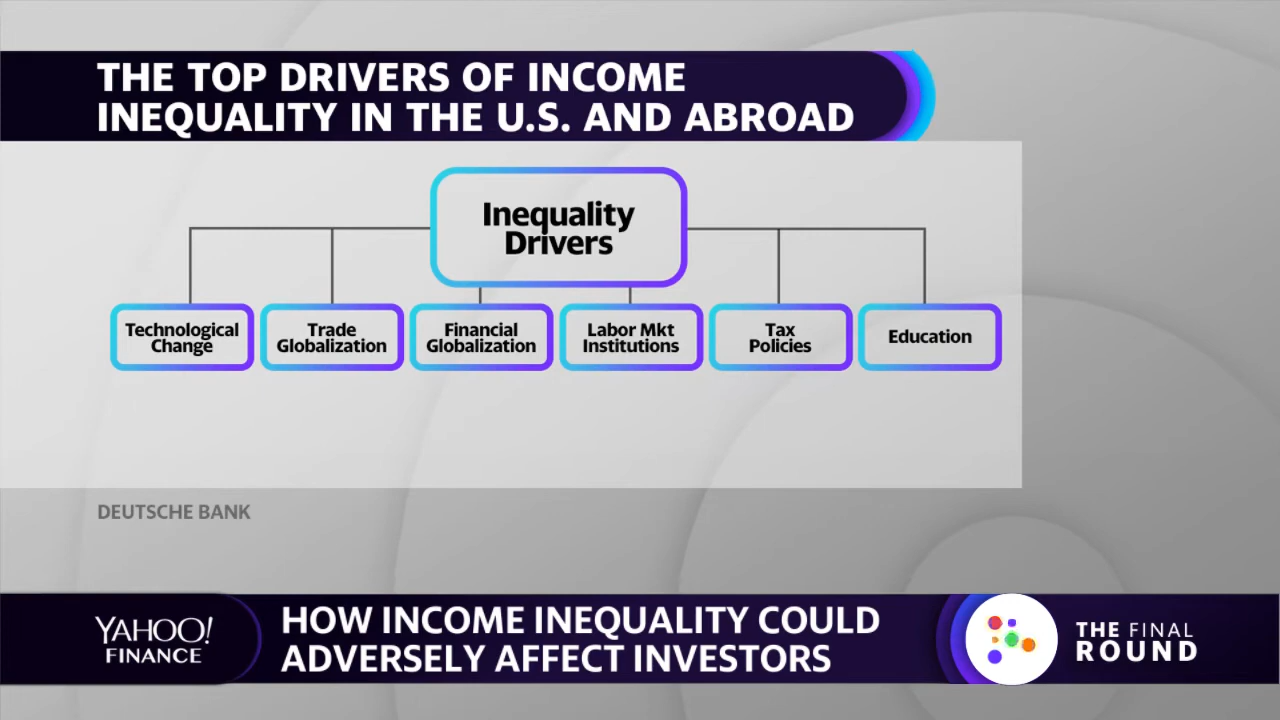 THE TOP DRIVERS OF INCOME
INEQUALITY IN THE U.S. AND ABROAD
Inequality
Drivers
Technological
Change
Trade
Globalization
Financial
Globalization
Labor Mkt
Institutions
Tax
Policies
Education
DEUTSCHE BANK
YAHOO!
FINANCE
HOW INCOME INEQUALITY COULD
ADVERSELY AFFECT INVESTORS
THE FINAL
ROUND